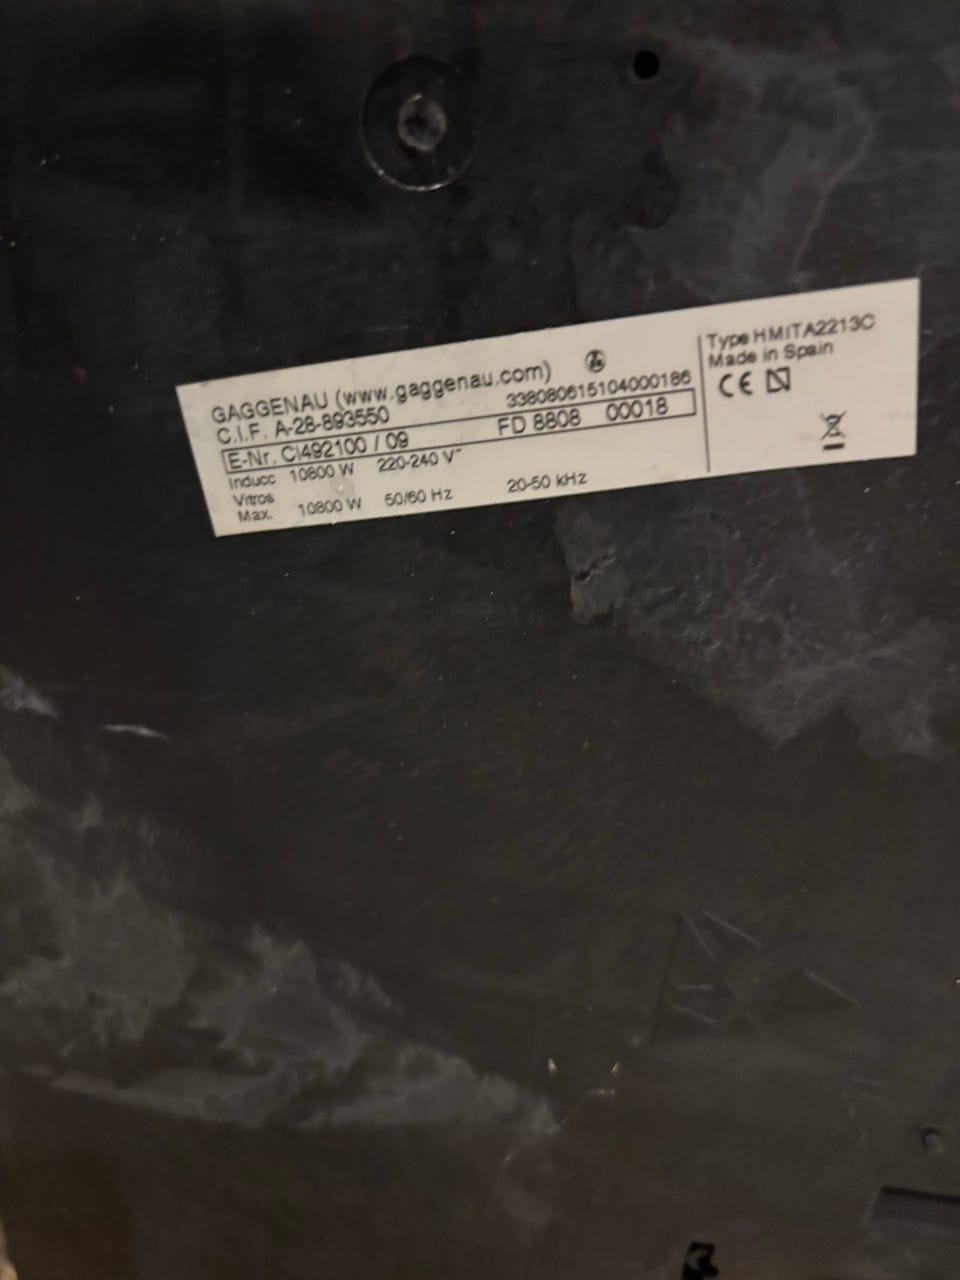 GAGGENAU (www.gaggenau.com)
C.I.F. A-28-893550 338080615104000186
E-Nr. CI492100 / 09 FD 8808 00018
Inducc 10800 W 220-240 V~
Vitros
Max. 10800 W 50/60 Hz 20-50 kHz
Type HMITA2213C
Made in Spain
CE